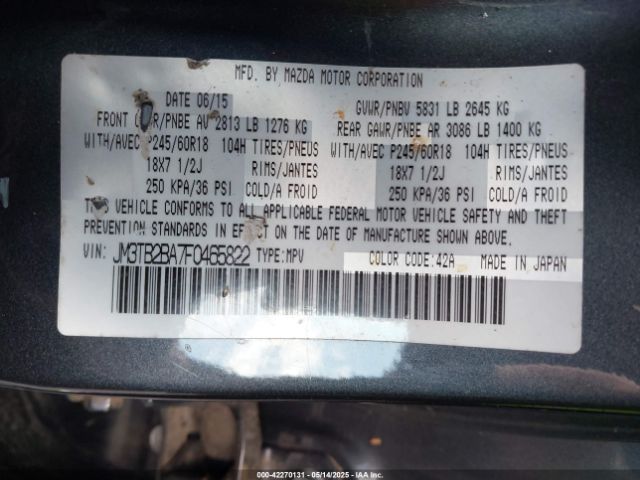 MFD. BY MAZDA MOTOR CORPORATION
DATE 06/15 GVWR/PNBV 5831 LB 2645 KG
FRONT /PNBE AV 2813 LB 1276 KG REAR GAWR/PNBE AR 3086 LB 1400 KG
WITH/AVEC P245/60R18 104H TIRES/PNEUS WITH/AVEC P245/60R18 104H TIRES/PNEUS
18X7 1/2J RIMS/JANTES 18X7 1/2J RIMS/JANTES
250 KPA/36 PSI COLD/A FROID 250 KPA/36 PSI COLD/A FROID
THIS VEHICLE CONFORMS TO ALL APPLICABLE FEDERAL MOTOR VEHICLE SAFETY AND THEFT
PREVENTION STANDARDS IN EFFECT ON THE DATE OF MANUFACTURE SHOWN ABOVE.
VIN: JM3TB2BA7F0465822 TYPE:MPV COLOR CODE:42A MADE IN JAPAN
000-42270131 - 05/14/2025 - IAAI.com